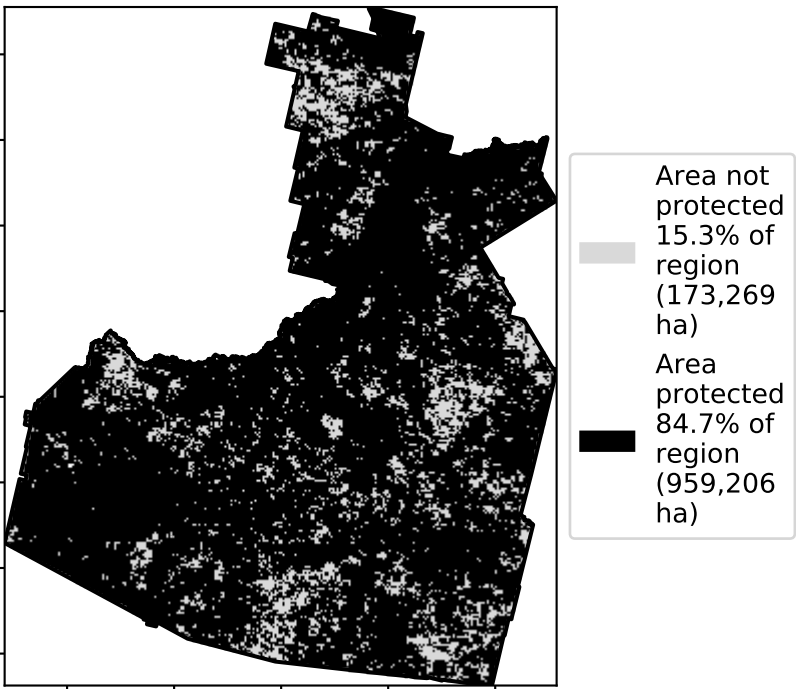 Area not
protected
15.3% of
region
(173,269
ha)
Area
protected
84.7% of
region
(959,206
ha)